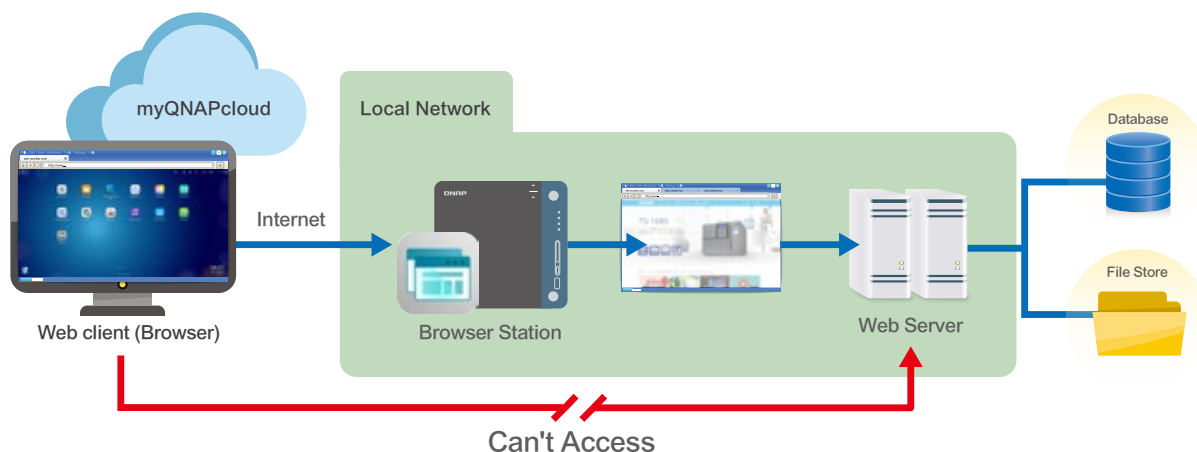 myQNAPcloud
Local Network
Database
QNAP
Internet
File Store
Web client (Browser)
Browser Station
Web Server
Can't Access